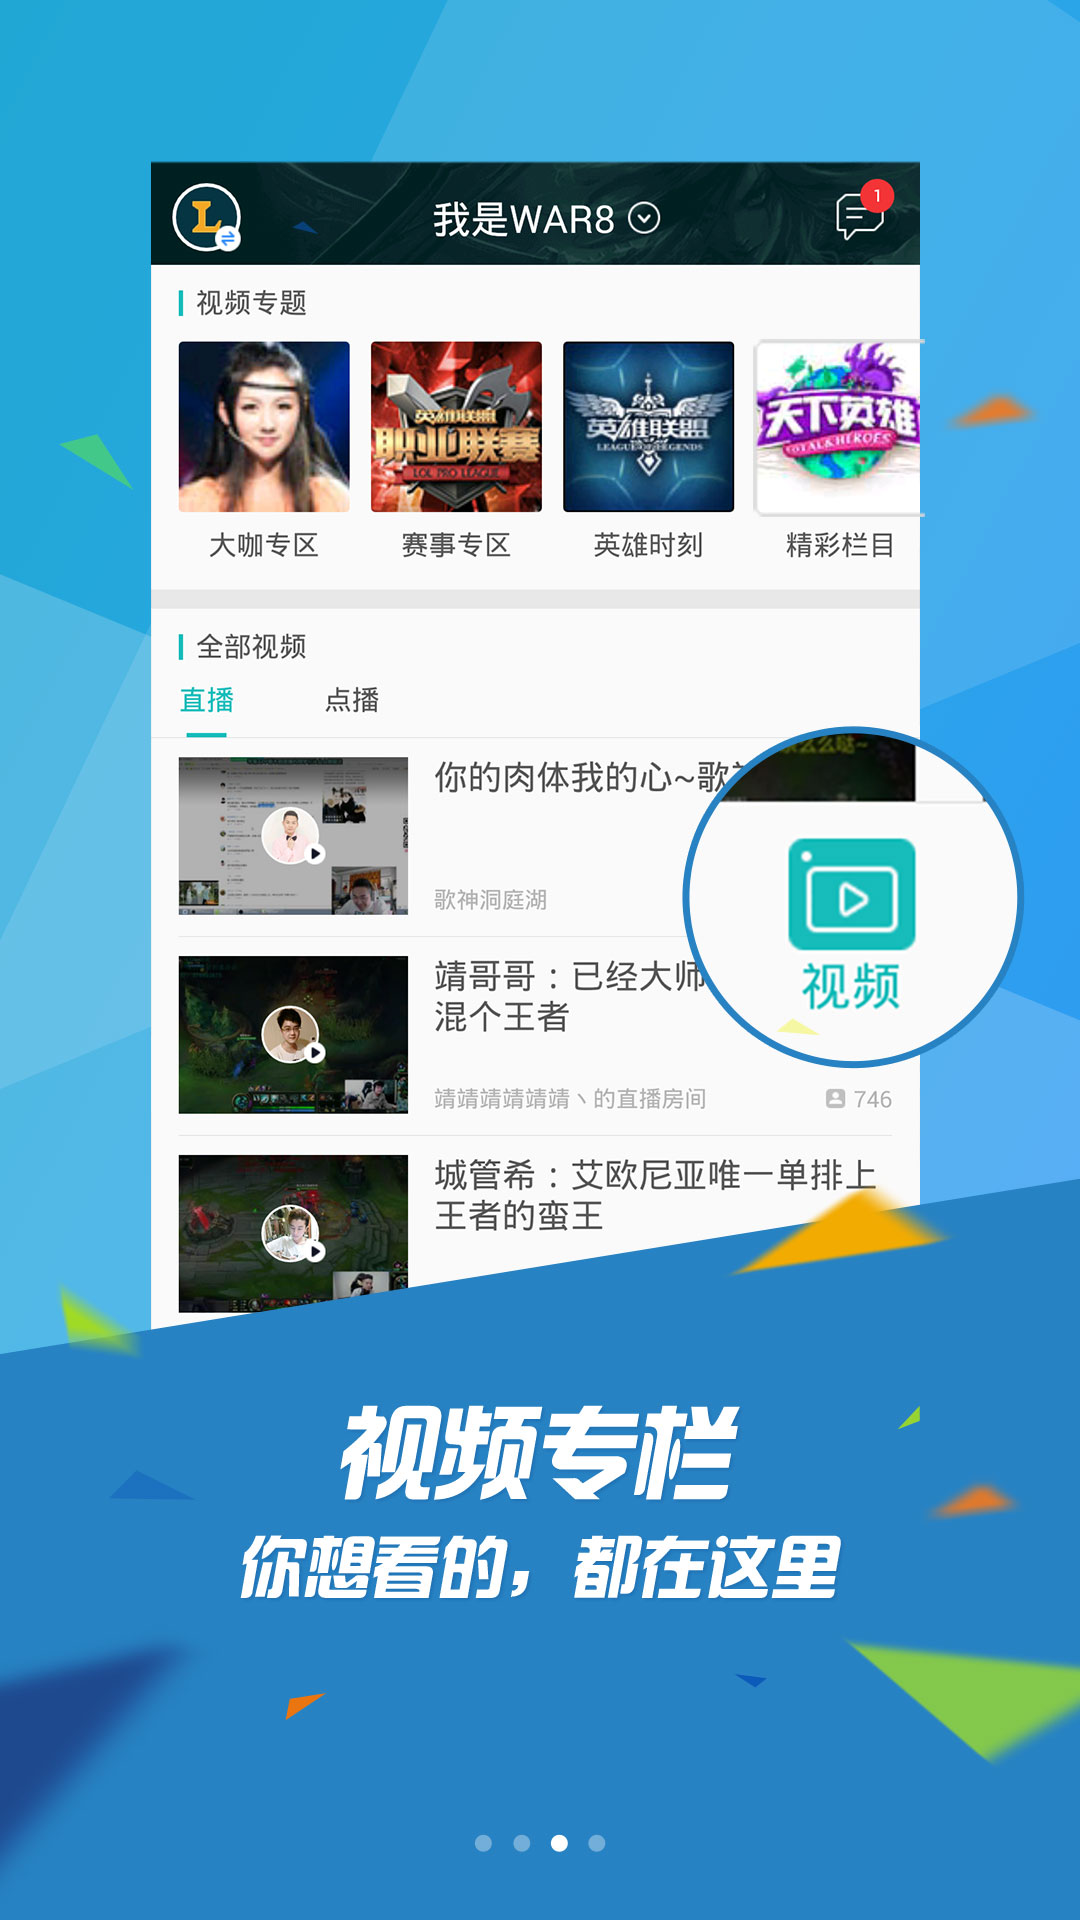 L
我是WAR8
1
视频专题
英雄联盟
职业联赛
LOL PRO LEAGUE
英雄联盟
LEAGUE OF LEGENDS
天下英雄
TOTAL&HEROES
大咖专区
赛事专区
英雄时刻
精彩栏目
全部视频
直播
点播
你的肉体我的心~歌
歌神洞庭湖
靖哥哥：已经大师
混个王者
靖靖靖靖靖靖丶的直播房间
746
视频
城管希：艾欧尼亚唯一单排上
王者的蛮王
视频专栏
你想看的，都在这里